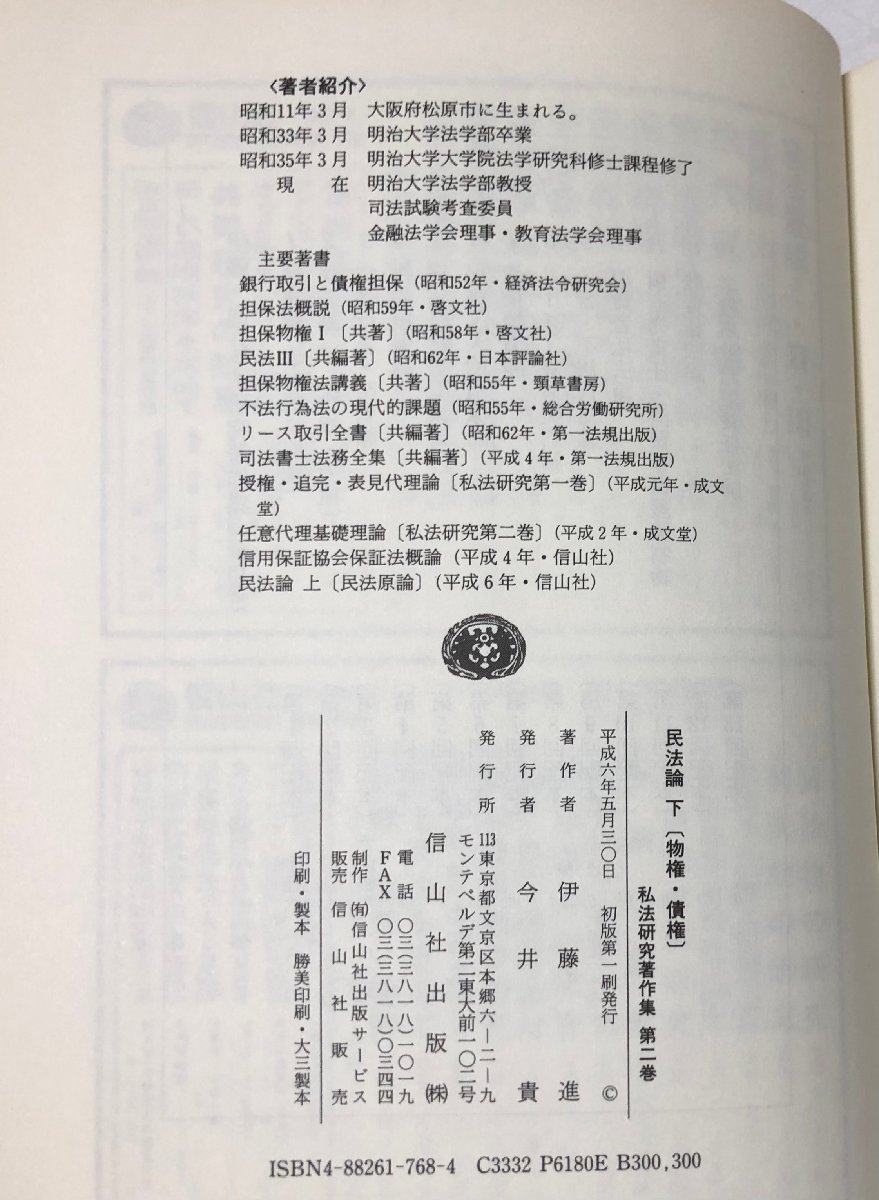 〈著者紹介〉
昭和11年3月 大阪府松原市に生まれる。
昭和33年3月 明治大学法学部卒業
昭和35年3月 明治大学大学院法学研究科修士課程修了
現 在 明治大学法学部教授
司法試験考査委員
金融法学会理事・教育法学会理事
主要著書
銀行取引と債権担保(昭和52年・経済法令研究会)
担保法概説(昭和59年・啓文社)
担保物権Ⅰ〔共著〕(昭和58年・啓文社)
民法III〔共編著〕(昭和62年・日本評論社)
担保物権法講義〔共著〕(昭和55年・頸草書房)
不法行為法の現代的課題(昭和55年・総合労働研究所)
リース取引全書〔共編著〕(昭和62年・第一法規出版)
司法書士法務全集〔共編著〕(平成4年・第一法規出版)
授権・追完・表見代理論〔私法研究第一巻〕(平成元年・成文
堂)
任意代理基礎理論〔私法研究第二巻〕(平成2年・成文堂)
信用保証協会保証法概論(平成4年・信山社)
民法論 上〔民法原論〕(平成6年・信山社)
民法論 下〔物権・債権〕
私法研究著作集 第二巻
平成六年五月三〇日 初版第一刷発行 ©
著作者 伊藤 進
発行者 今井 貴
発行所
113東京都文京区本郷六―二―九
モンテベルデ第二東大前一〇二号
信山社出版㈱
電話 〇三(三八一八)一〇一九
FAX 〇三(三八一八)〇三四四
制作 ㈲信山社出版サービス
販売 信山社販売
印刷・製本 勝美印刷・大三製本
ISBN4-88261-768-4 C3332 P6180E B300,300